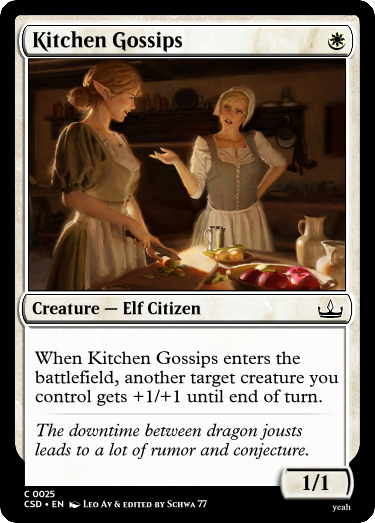 Kitchen Gossips
Creature — Elf Citizen
When Kitchen Gossips enters the
battlefield, another target creature you
control gets +1/+1 until end of turn.
The downtime between dragon jousts
leads to a lot of rumor and conjecture.
1/1
C 0025
CSD • EN Leo Av & edited by Schwa 77
yeah